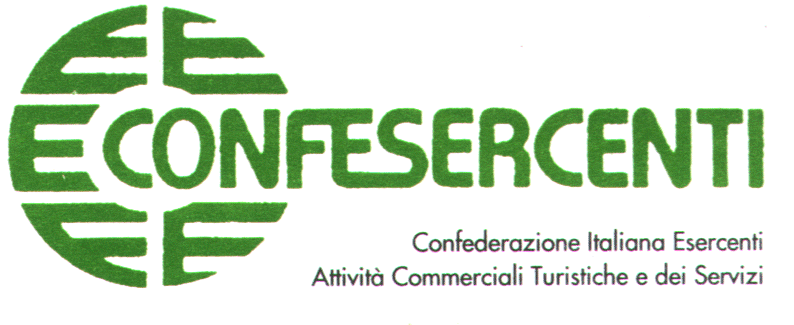 CONFESERCENTI
Confederazione Italiana Esercenti
Attività Commerciali Turistiche e dei Servizi